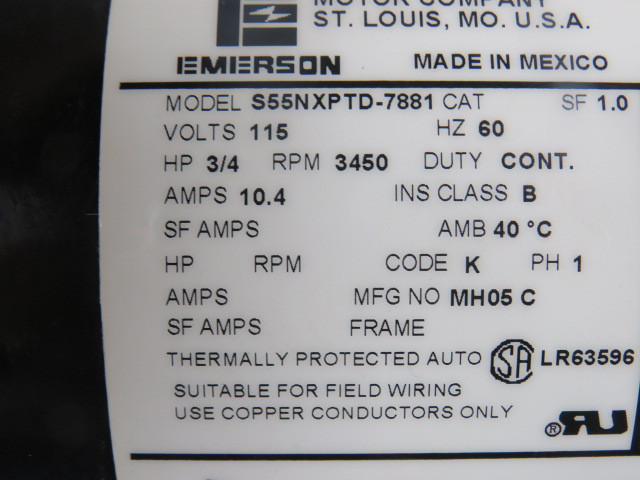 MOTOR COMPANY
ST. LOUIS, MO. U.S.A.
EMERSON MADE IN MEXICO
MODEL S55NXPTD-7881 CAT SF 1.0
VOLTS 115 HZ 60
HP 3/4 RPM 3450 DUTY CONT.
AMPS 10.4 INS CLASS B
SF AMPS AMB 40 °C
HP RPM CODE K PH 1
AMPS MFG NO MH05 C
SF AMPS FRAME
THERMALLY PROTECTED AUTO SA LR63596
SUITABLE FOR FIELD WIRING
USE COPPER CONDUCTORS ONLY ® RU